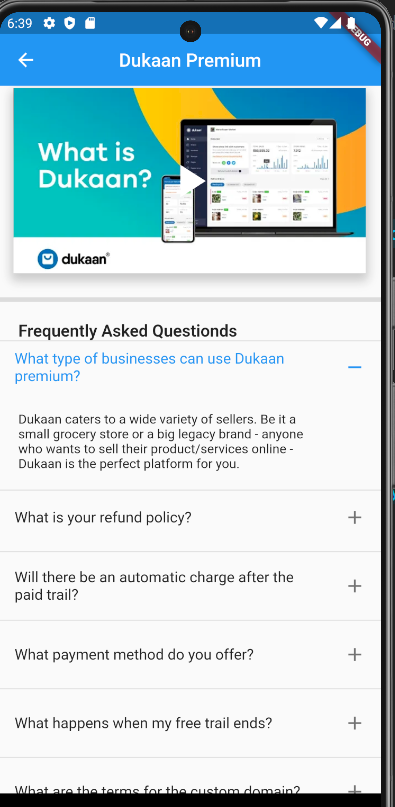 6:39
DEBUG
Dukaan Premium
What is
Dukaan?
dukaan®
Frequently Asked Questionds
What type of businesses can use Dukaan
premium?
Dukaan caters to a wide variety of sellers. Be it a
small grocery store or a big legacy brand - anyone
who wants to sell their product/services online -
Dukaan is the perfect platform for you.
What is your refund policy?
Will there be an automatic charge after the
paid trail?
What payment method do you offer?
What happens when my free trail ends?
What are the terms for the custom domain?